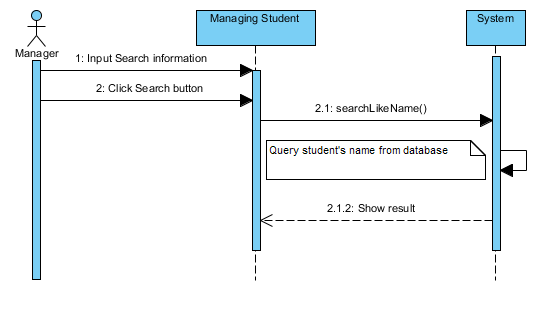 Managing Student
System
Manager
1: Input Search information
2: Click Search button
2.1: searchLikeName()
Query student's name from database
2.1.2: Show result